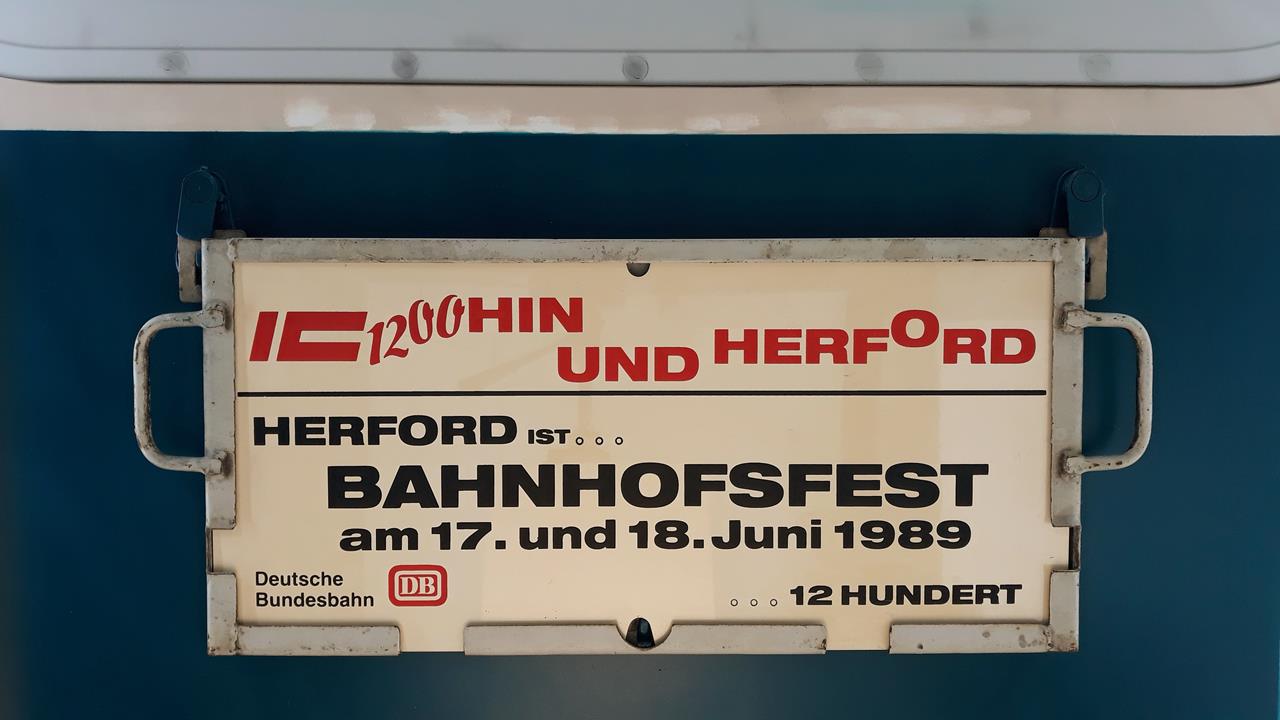 IC 1200 HIN UND HERFORD
HERFORD IST...
BAHNHOFSFEST
am 17. und 18. Juni 1989
Deutsche
Bundesbahn
DB
...12 HUNDERT